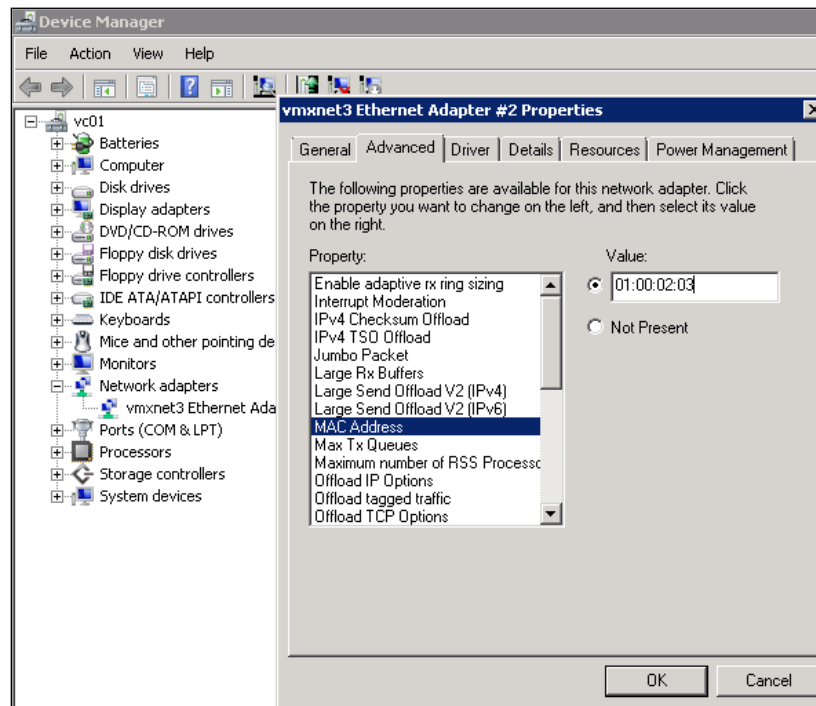 Device Manager
File Action View Help
vc01
Batteries
Computer
Disk drives
Display adapters
DVD/CD-ROM drives
Floppy disk drives
Floppy drive controllers
IDE ATA/ATAPI controllers
Keyboards
Mice and other pointing de
Monitors
Network adapters
vmxnet3 Ethernet Ada
Ports (COM & LPT)
Processors
Storage controllers
System devices
vmxnet3 Ethernet Adapter #2 Properties
General Advanced Driver Details Resources Power Management
The following properties are available for this network adapter. Click
the property you want to change on the left, and then select its value
on the right.
Property:
Enable adaptive rx ring sizing
Interrupt Moderation
IPv4 Checksum Offload
IPv4 TSO Offload
Jumbo Packet
Large Rx Buffers
Large Send Offload V2 (IPv4)
Large Send Offload V2 (IPv6)
MAC Address
Max Tx Queues
Maximum number of RSS Processo
Offload IP Options
Offload tagged traffic
Offload TCP Options
Value:
01:00:02:03
Not Present
OK Cancel